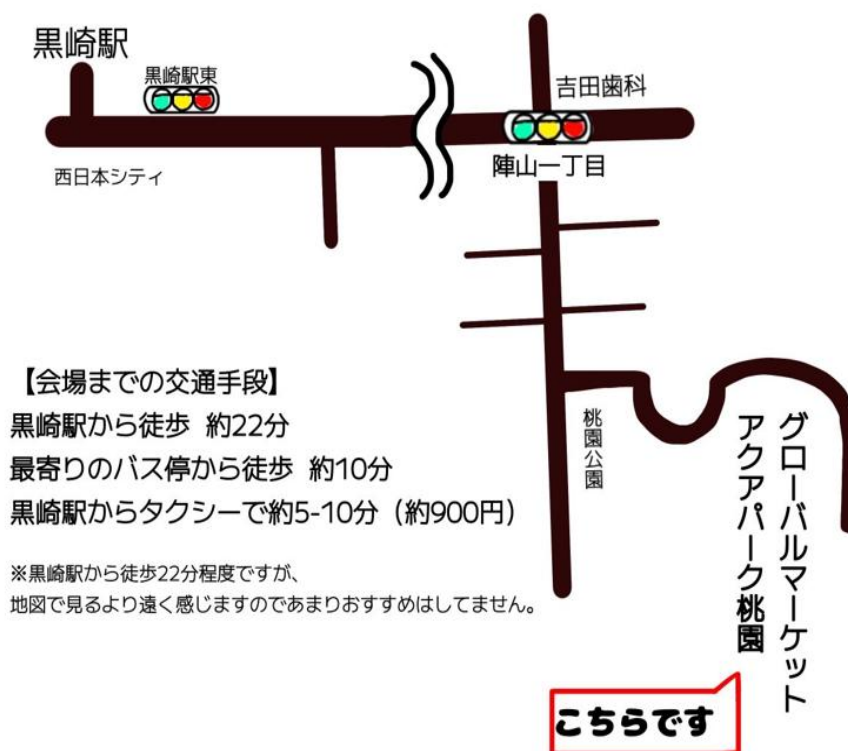 黒崎駅
黒崎駅東
吉田歯科
西日本シティ
陣山一丁目
【会場までの交通手段】
黒崎駅から徒歩 約22分
最寄りのバス停から徒歩 約10分
黒崎駅からタクシーで約5-10分（約900円）
※黒崎駅から徒歩22分程度ですが、
地図で見るより遠く感じますのであまりおすすめはしてません。
桃園公園
グローバルマーケット
アクアパーク桃園
こちらです